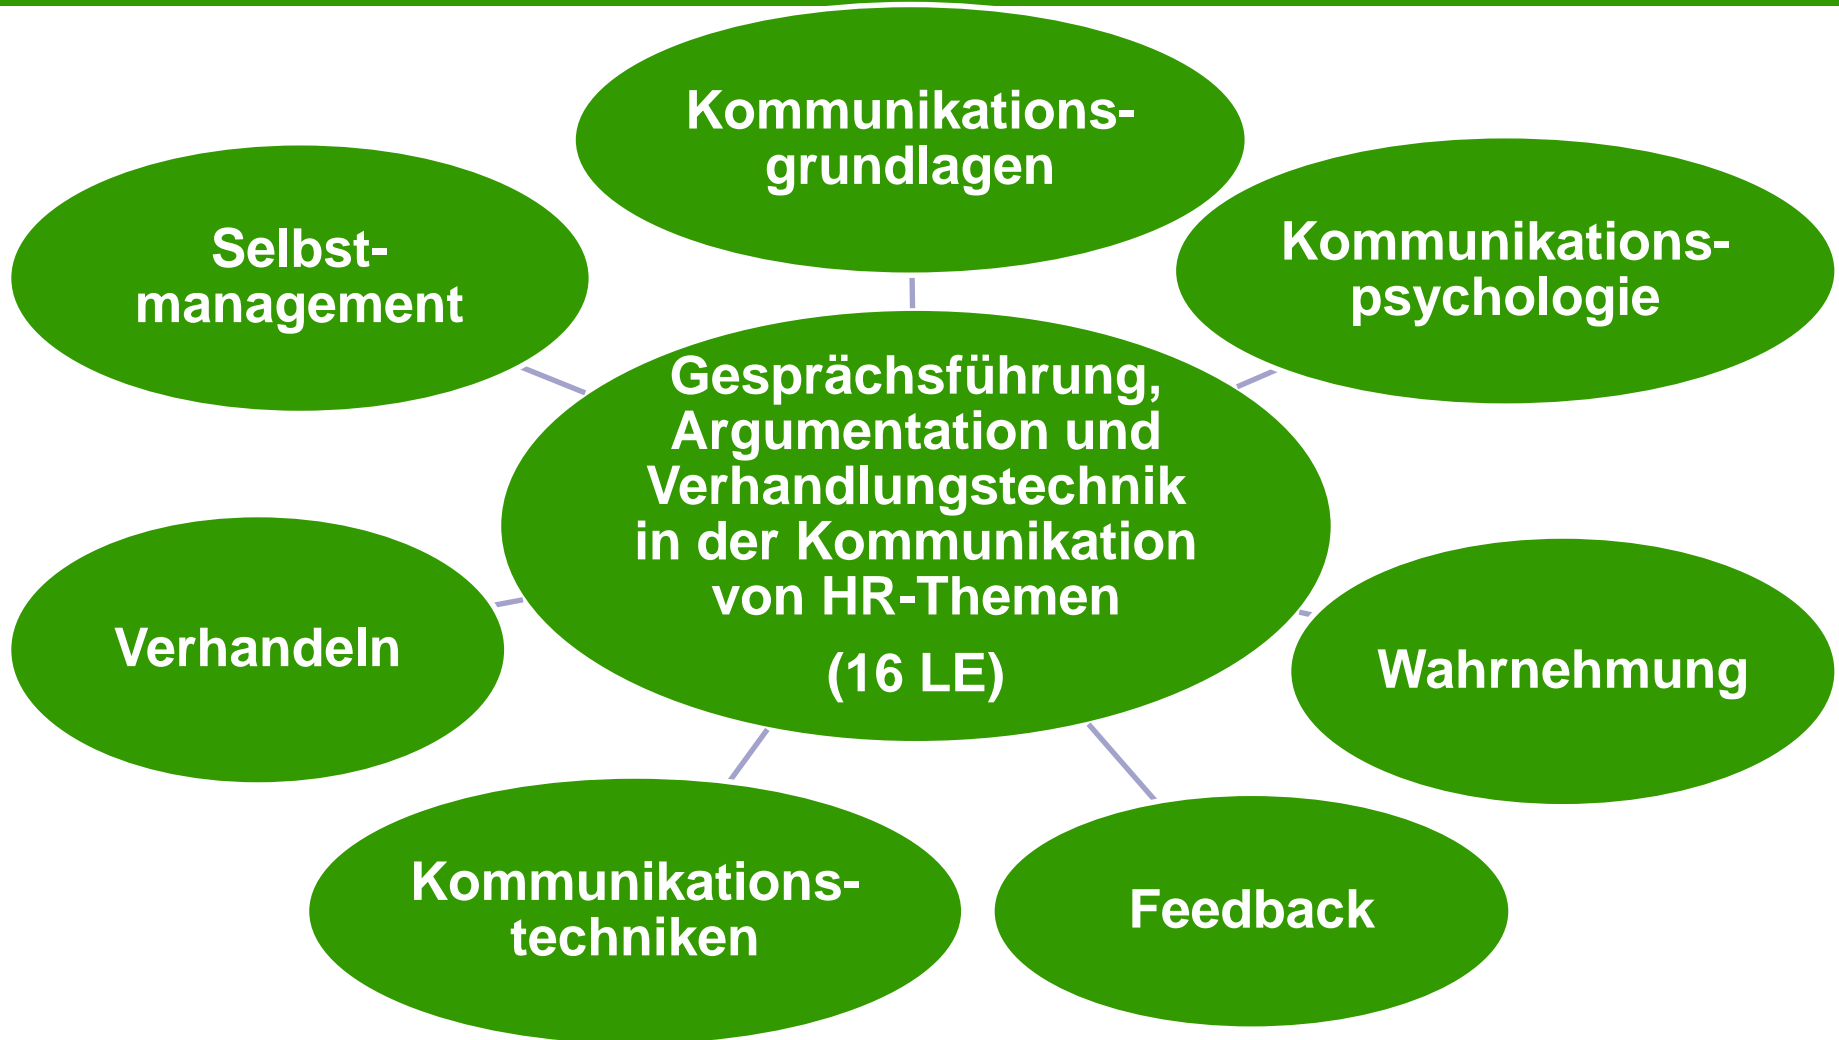 Kommunikations-
grundlagen
Kommunikations-
psychologie
Selbst-
management
Gesprächsführung,
Argumentation und
Verhandlungstechnik
in der Kommunikation
von HR-Themen
(16 LE)
Verhandeln
Wahrnehmung
Kommunikations-
techniken
Feedback